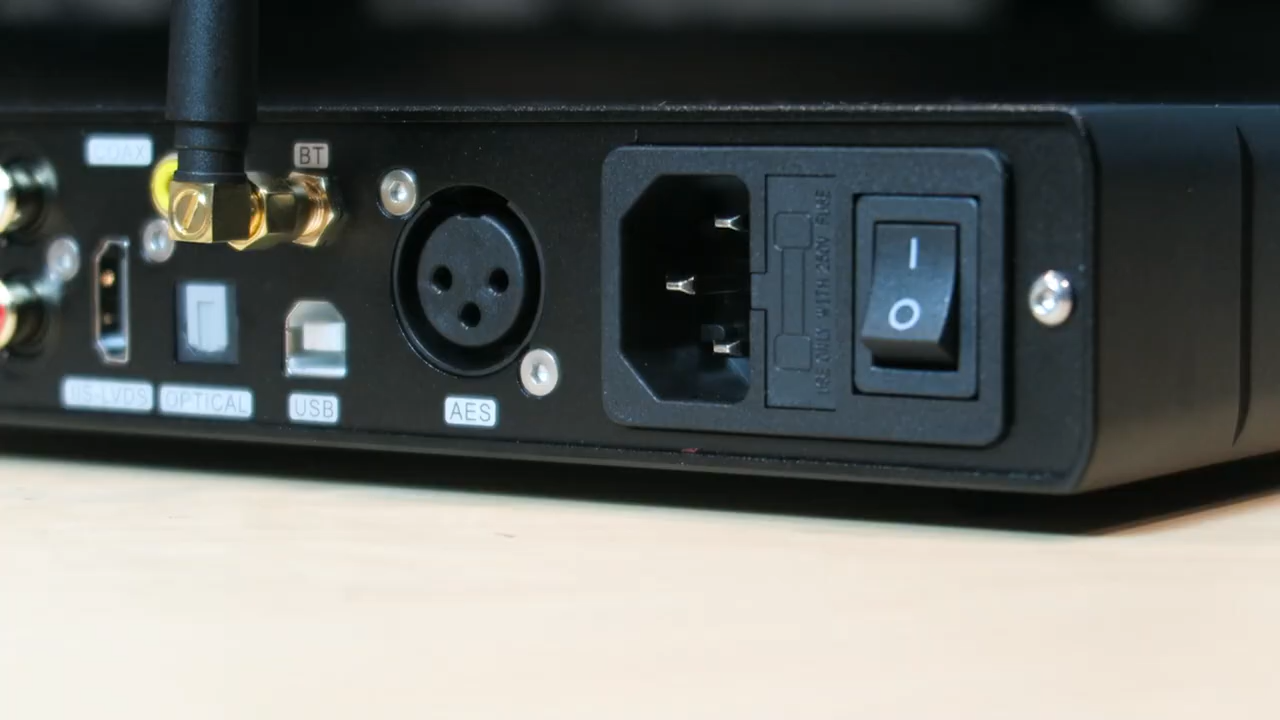 COAX
BT
IIS-LVDS
OPTICAL
USB
AES
USE ONLY WITH 250V FUSE
I
O